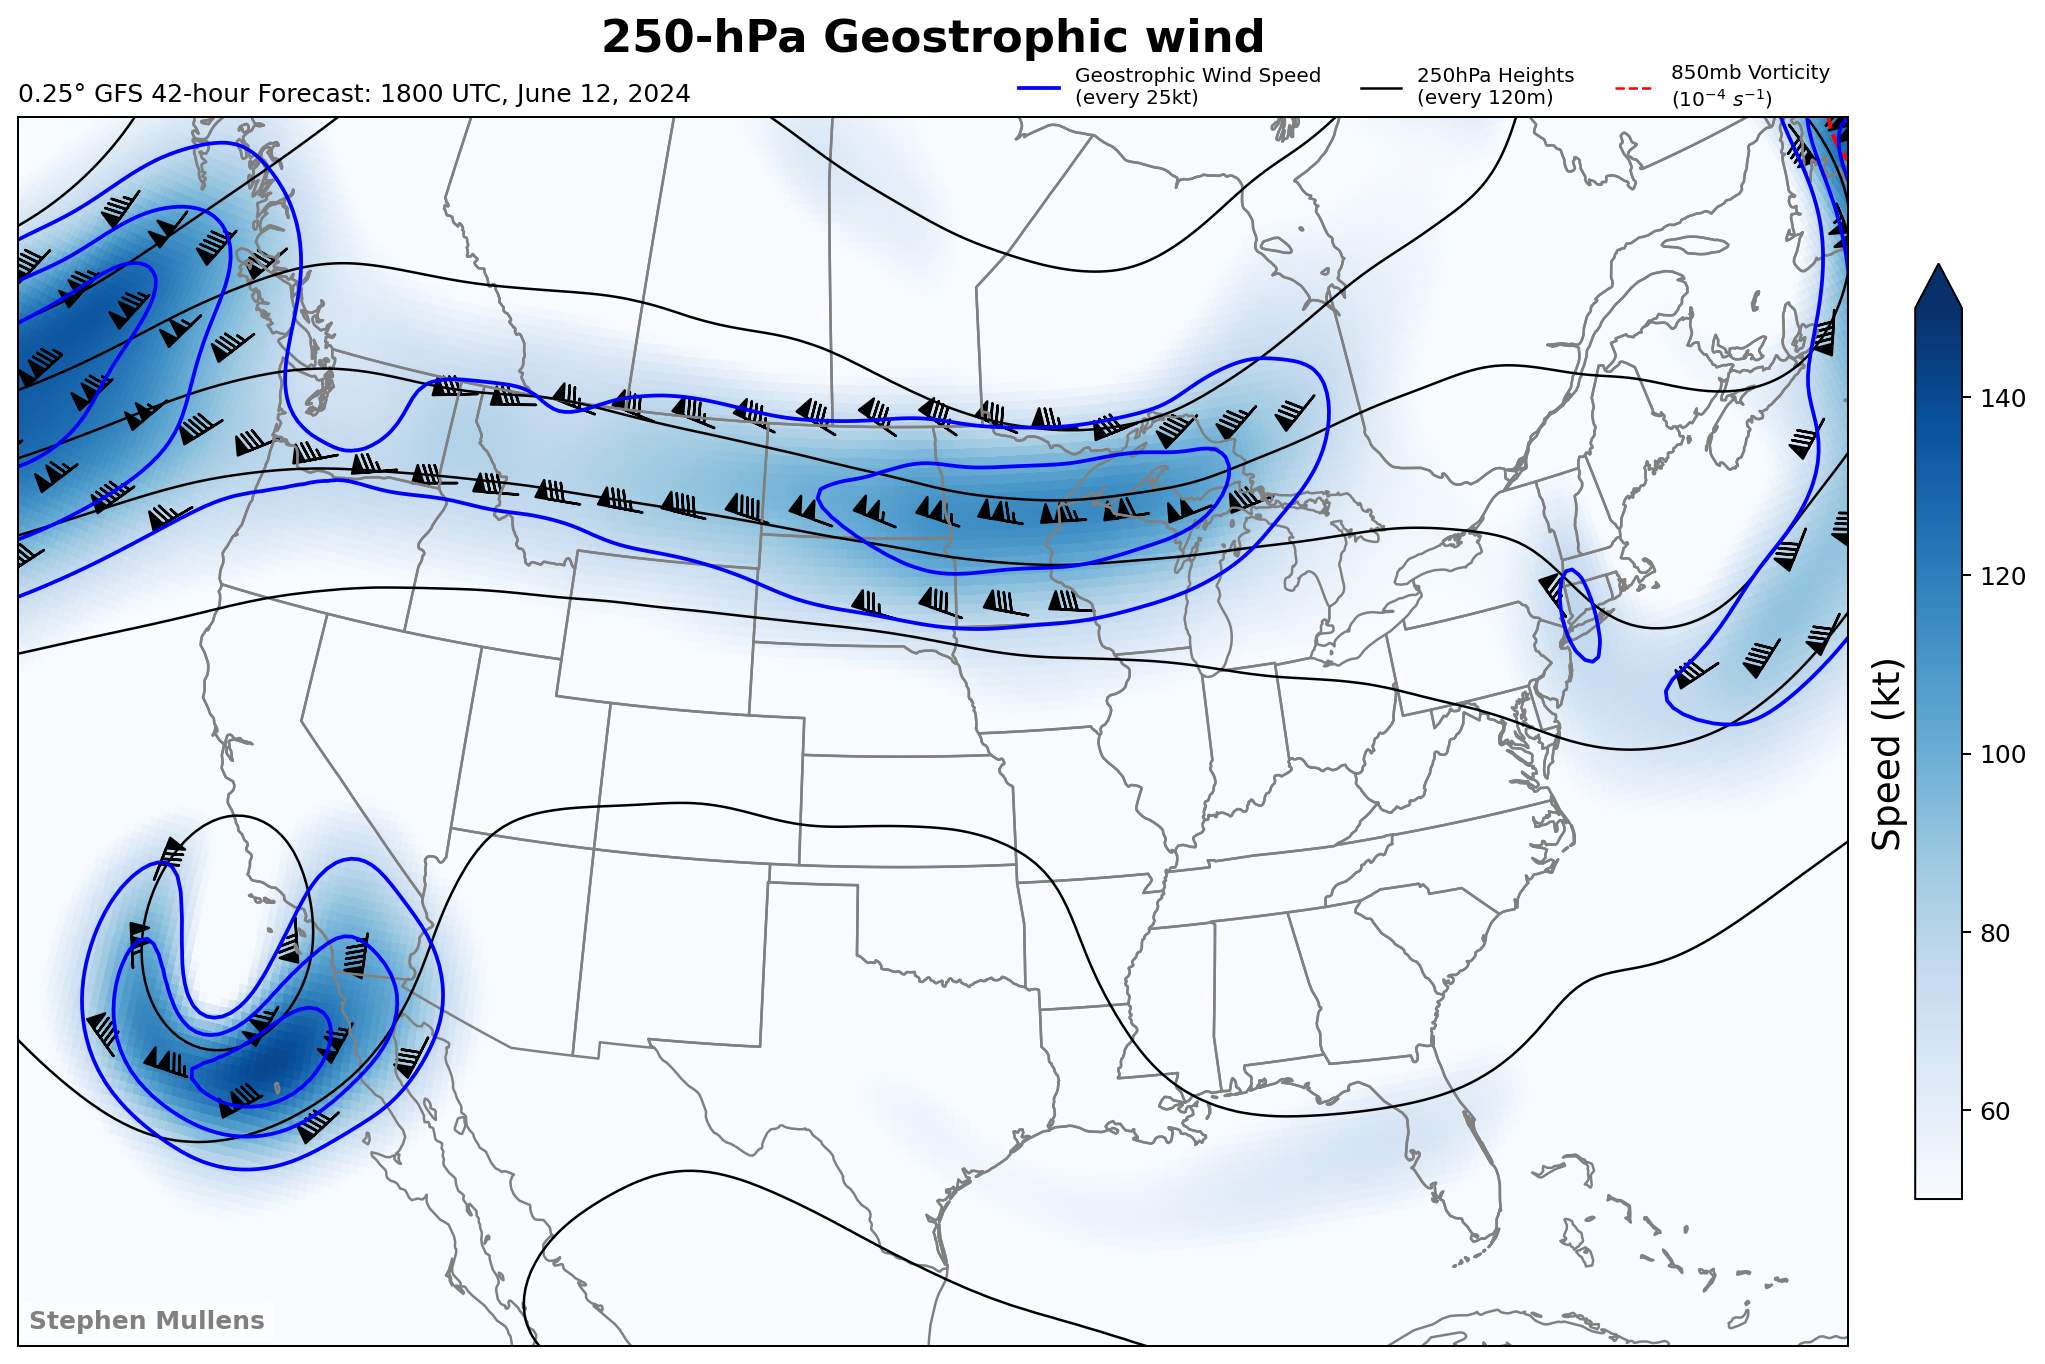 250-hPa Geostrophic wind
0.25° GFS 42-hour Forecast: 1800 UTC, June 12, 2024
Geostrophic Wind Speed
(every 25kt)
250hPa Heights
(every 120m)
850mb Vorticity
(10⁻⁴ s⁻¹)
140
120
100
80
60
Speed (kt)
Stephen Mullens